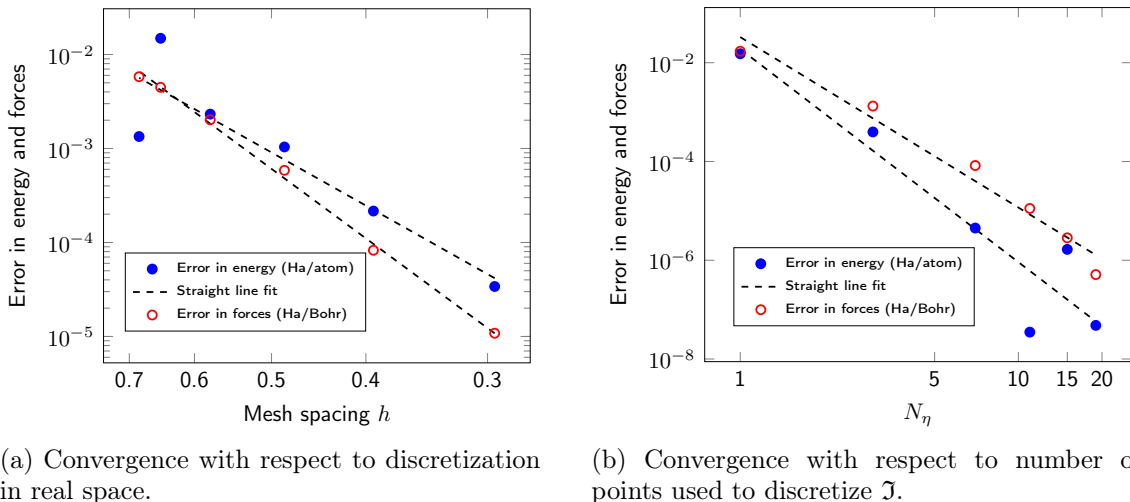 10^−2
10^−3
10^−4
10^−5
Error in energy and forces
Error in energy (Ha/atom)
Straight line fit
Error in forces (Ha/Bohr)
0.7 0.6 0.5 0.4 0.3
Mesh spacing h
(a) Convergence with respect to discretization
in real space.
10^−2
10^−4
10^−6
10^−8
Error in energy and forces
Error in energy (Ha/atom)
Straight line fit
Error in forces (Ha/Bohr)
1 5 10 15 20
N_η
(b) Convergence with respect to number o
points used to discretize ℑ.